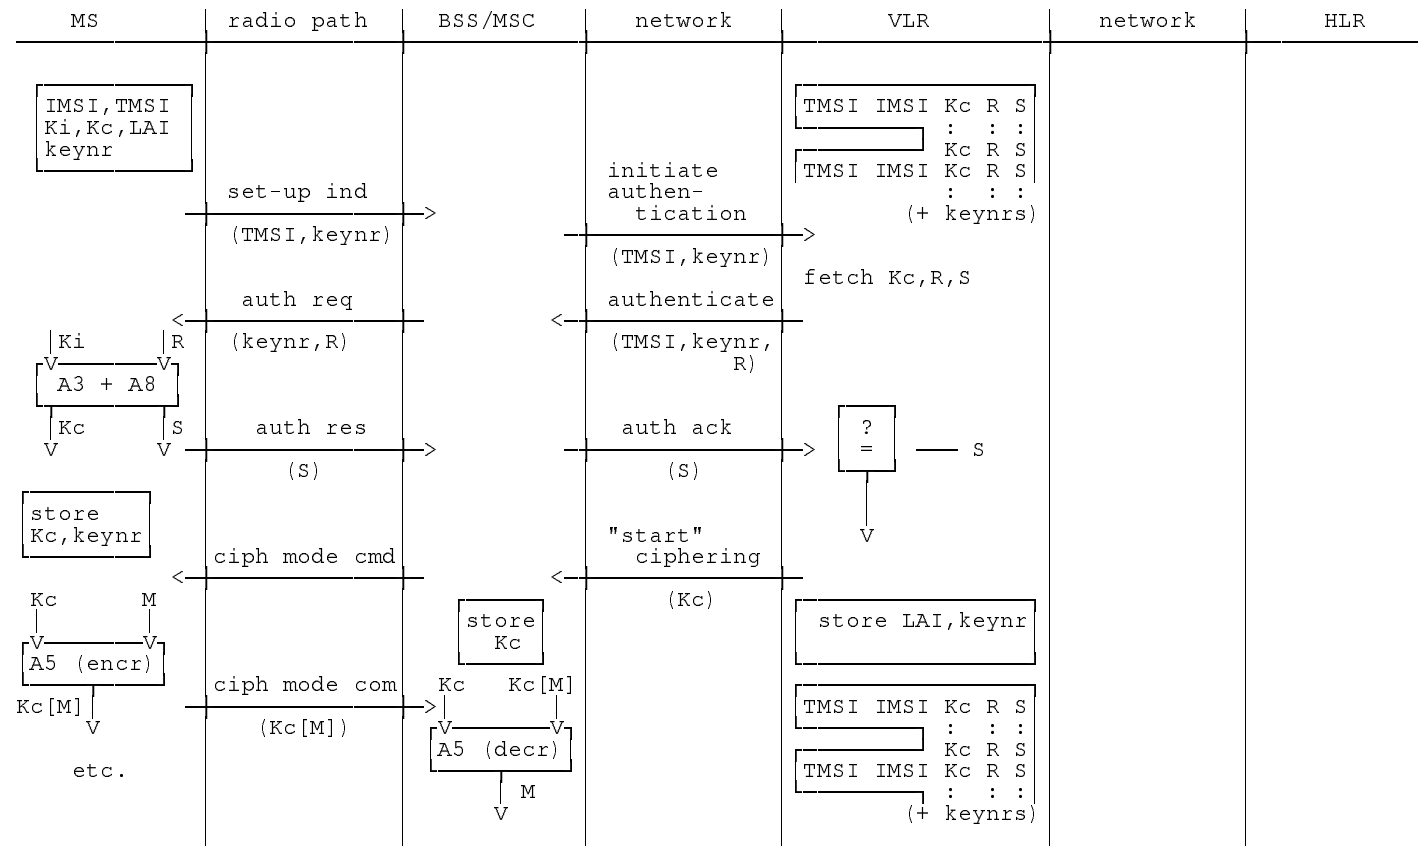 MS radio path BSS/MSC network VLR network HLR
IMSI,TMSI TMSI IMSI Kc R S
Ki,Kc,LAI : : :
keynr Kc R S
initiate TMSI IMSI Kc R S
set-up ind authen- : : :
> tication (+ keynrs)
(TMSI,keynr) >
(TMSI,keynr)
fetch Kc,R,S
auth req authenticate
< <
Ki R (keynr,R) (TMSI,keynr,
V V R)
A3 + A8
Kc S auth res auth ack ?
V V > > = S
(S) (S)
store
Kc,keynr "start" V
ciph mode cmd ciphering
< <
Kc M (Kc)
store store LAI,keynr
V V Kc
A5 (encr)
ciph mode com Kc Kc[M]
Kc[M] > TMSI IMSI Kc R S
V (Kc[M]) V V : : :
A5 (decr) Kc R S
etc. TMSI IMSI Kc R S
M : : :
V (+ keynrs)